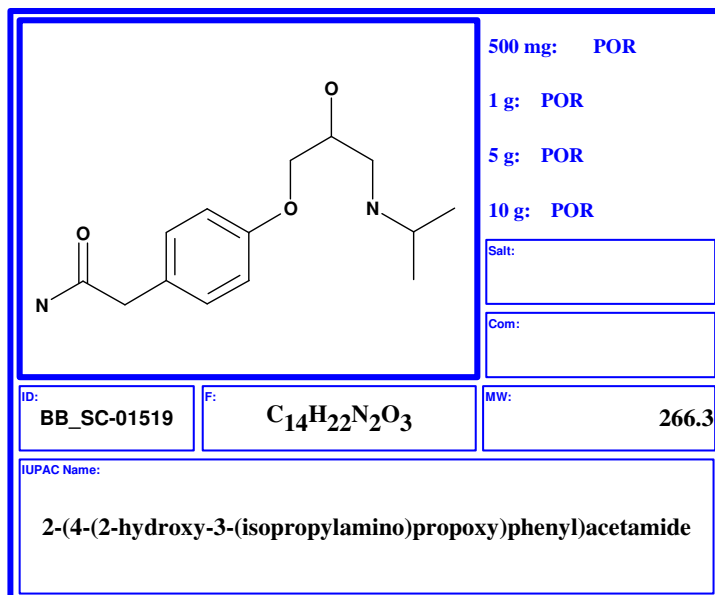 500 mg: POR
1 g: POR
5 g: POR
10 g: POR
O
O
N
O
N
Salt:
Com:
ID:
BB_SC-01519
F:
C14H22N2O3
MW:
266.3
IUPAC Name:
2-(4-(2-hydroxy-3-(isopropylamino)propoxy)phenyl)acetamide